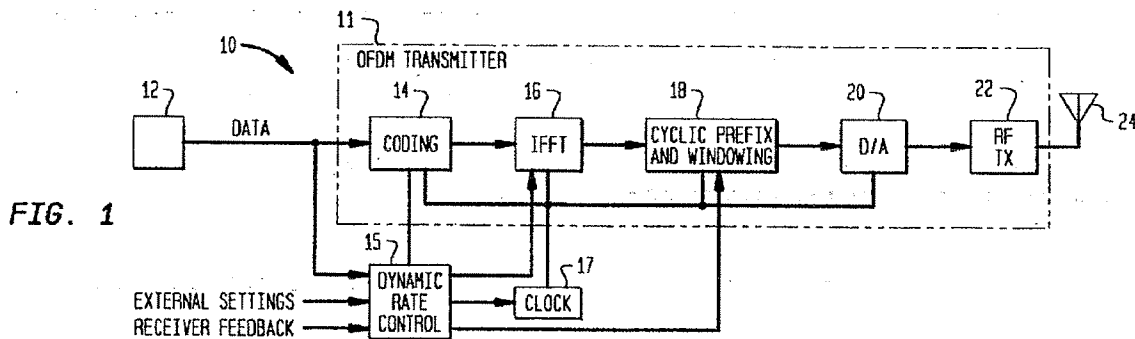 11
10
OFDM TRANSMITTER
12
14
16
18
20
22
24
DATA
CODING
IFFT
CYCLIC PREFIX
AND WINDOWING
D/A
RF
TX
FIG. 1
15
17
DYNAMIC
RATE
CONTROL
CLOCK
EXTERNAL SETTINGS
RECEIVER FEEDBACK